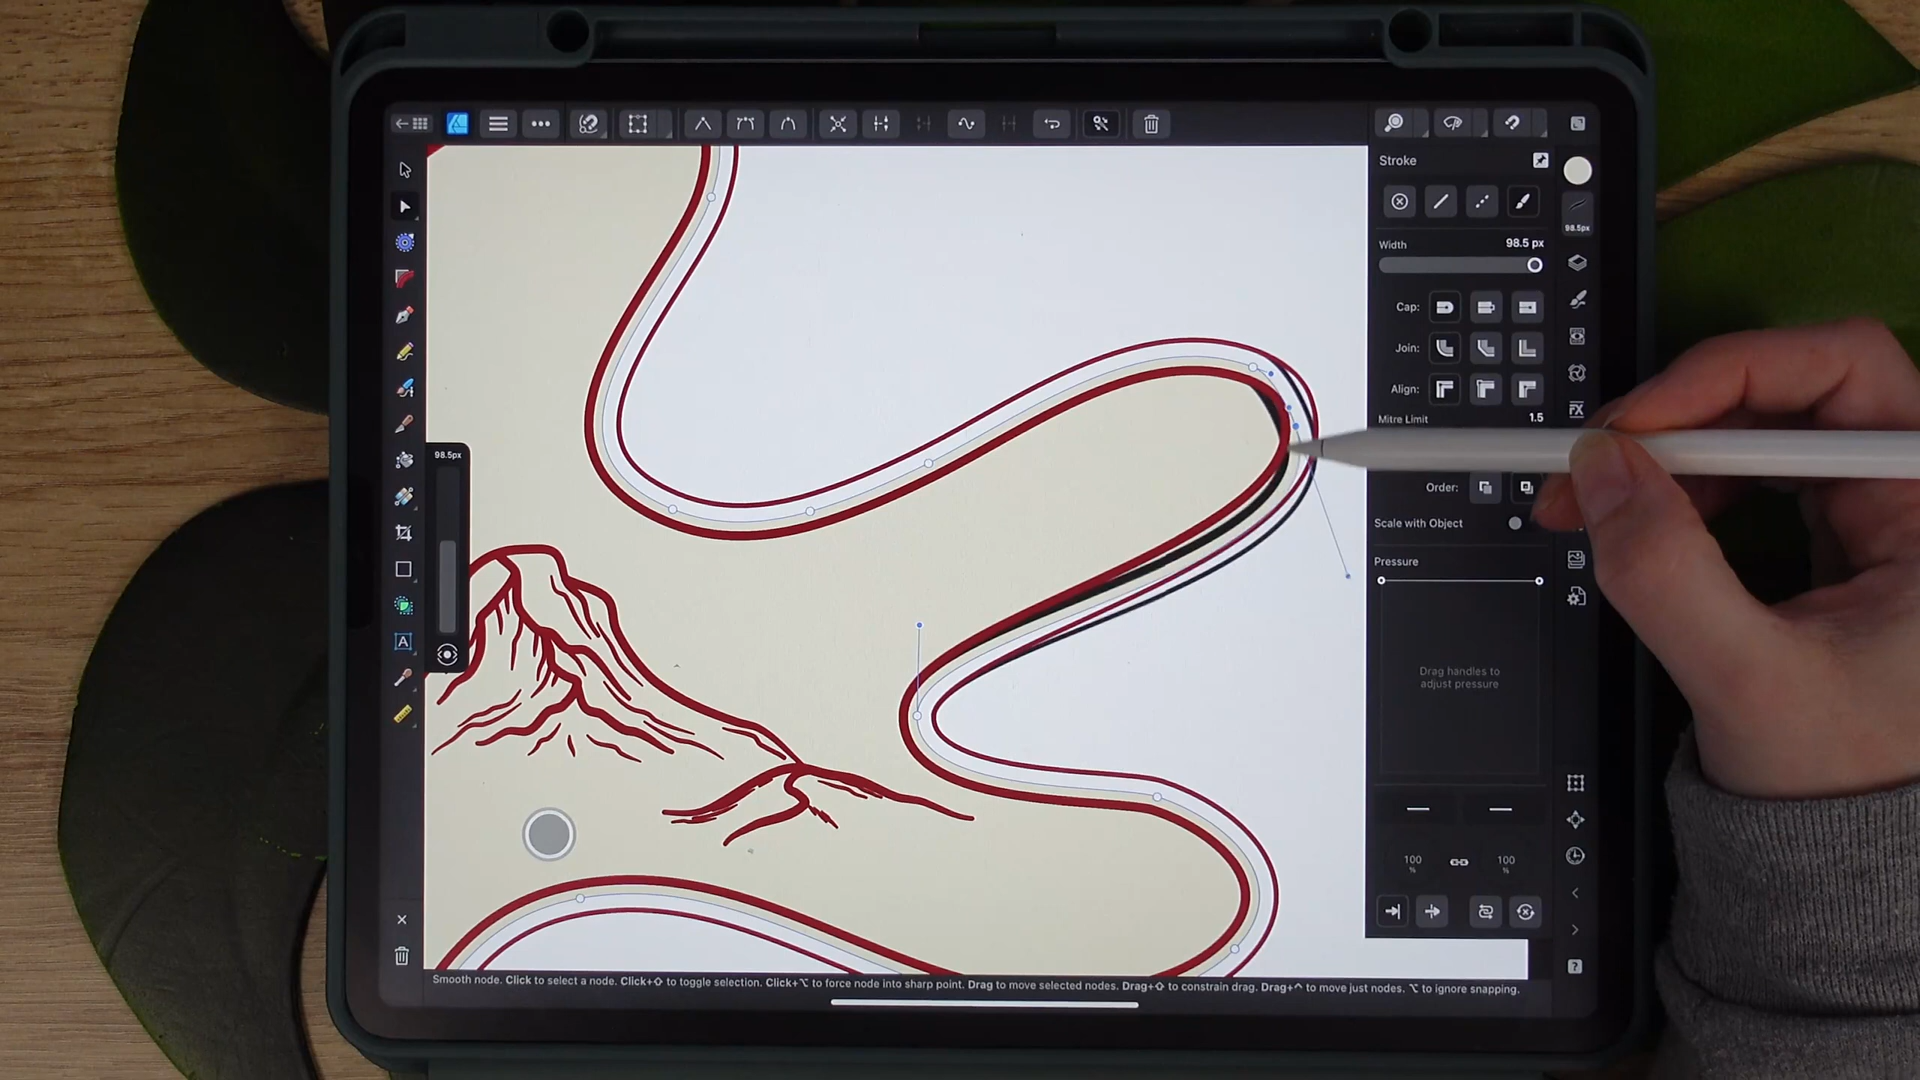 Stroke
98.5px
Width 98.5 px
Cap:
Join:
Align:
Mitre Limit 1.5
FX
98.5px
Order:
Scale with Object
Pressure
A
Drag handles to
adjust pressure
100 100
% %
?
Smooth node. Click to select a node. Click+⇧ to toggle selection. Click+⌥ to force node into sharp point. Drag to move selected nodes. Drag+⇧ to constrain drag. Drag+^ to move just nodes. ⌥ to ignore snapping.